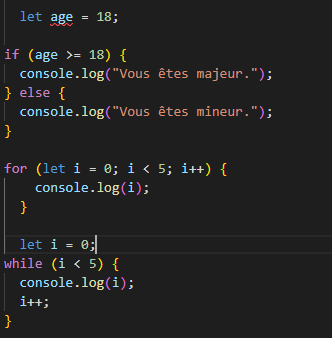 let age = 18;
if (age >= 18) {
console.log("Vous êtes majeur.");
} else {
console.log("Vous êtes mineur.");
}
for (let i = 0; i < 5; i++) {
console.log(i);
}
let i = 0;
while (i < 5) {
console.log(i);
i++;
}